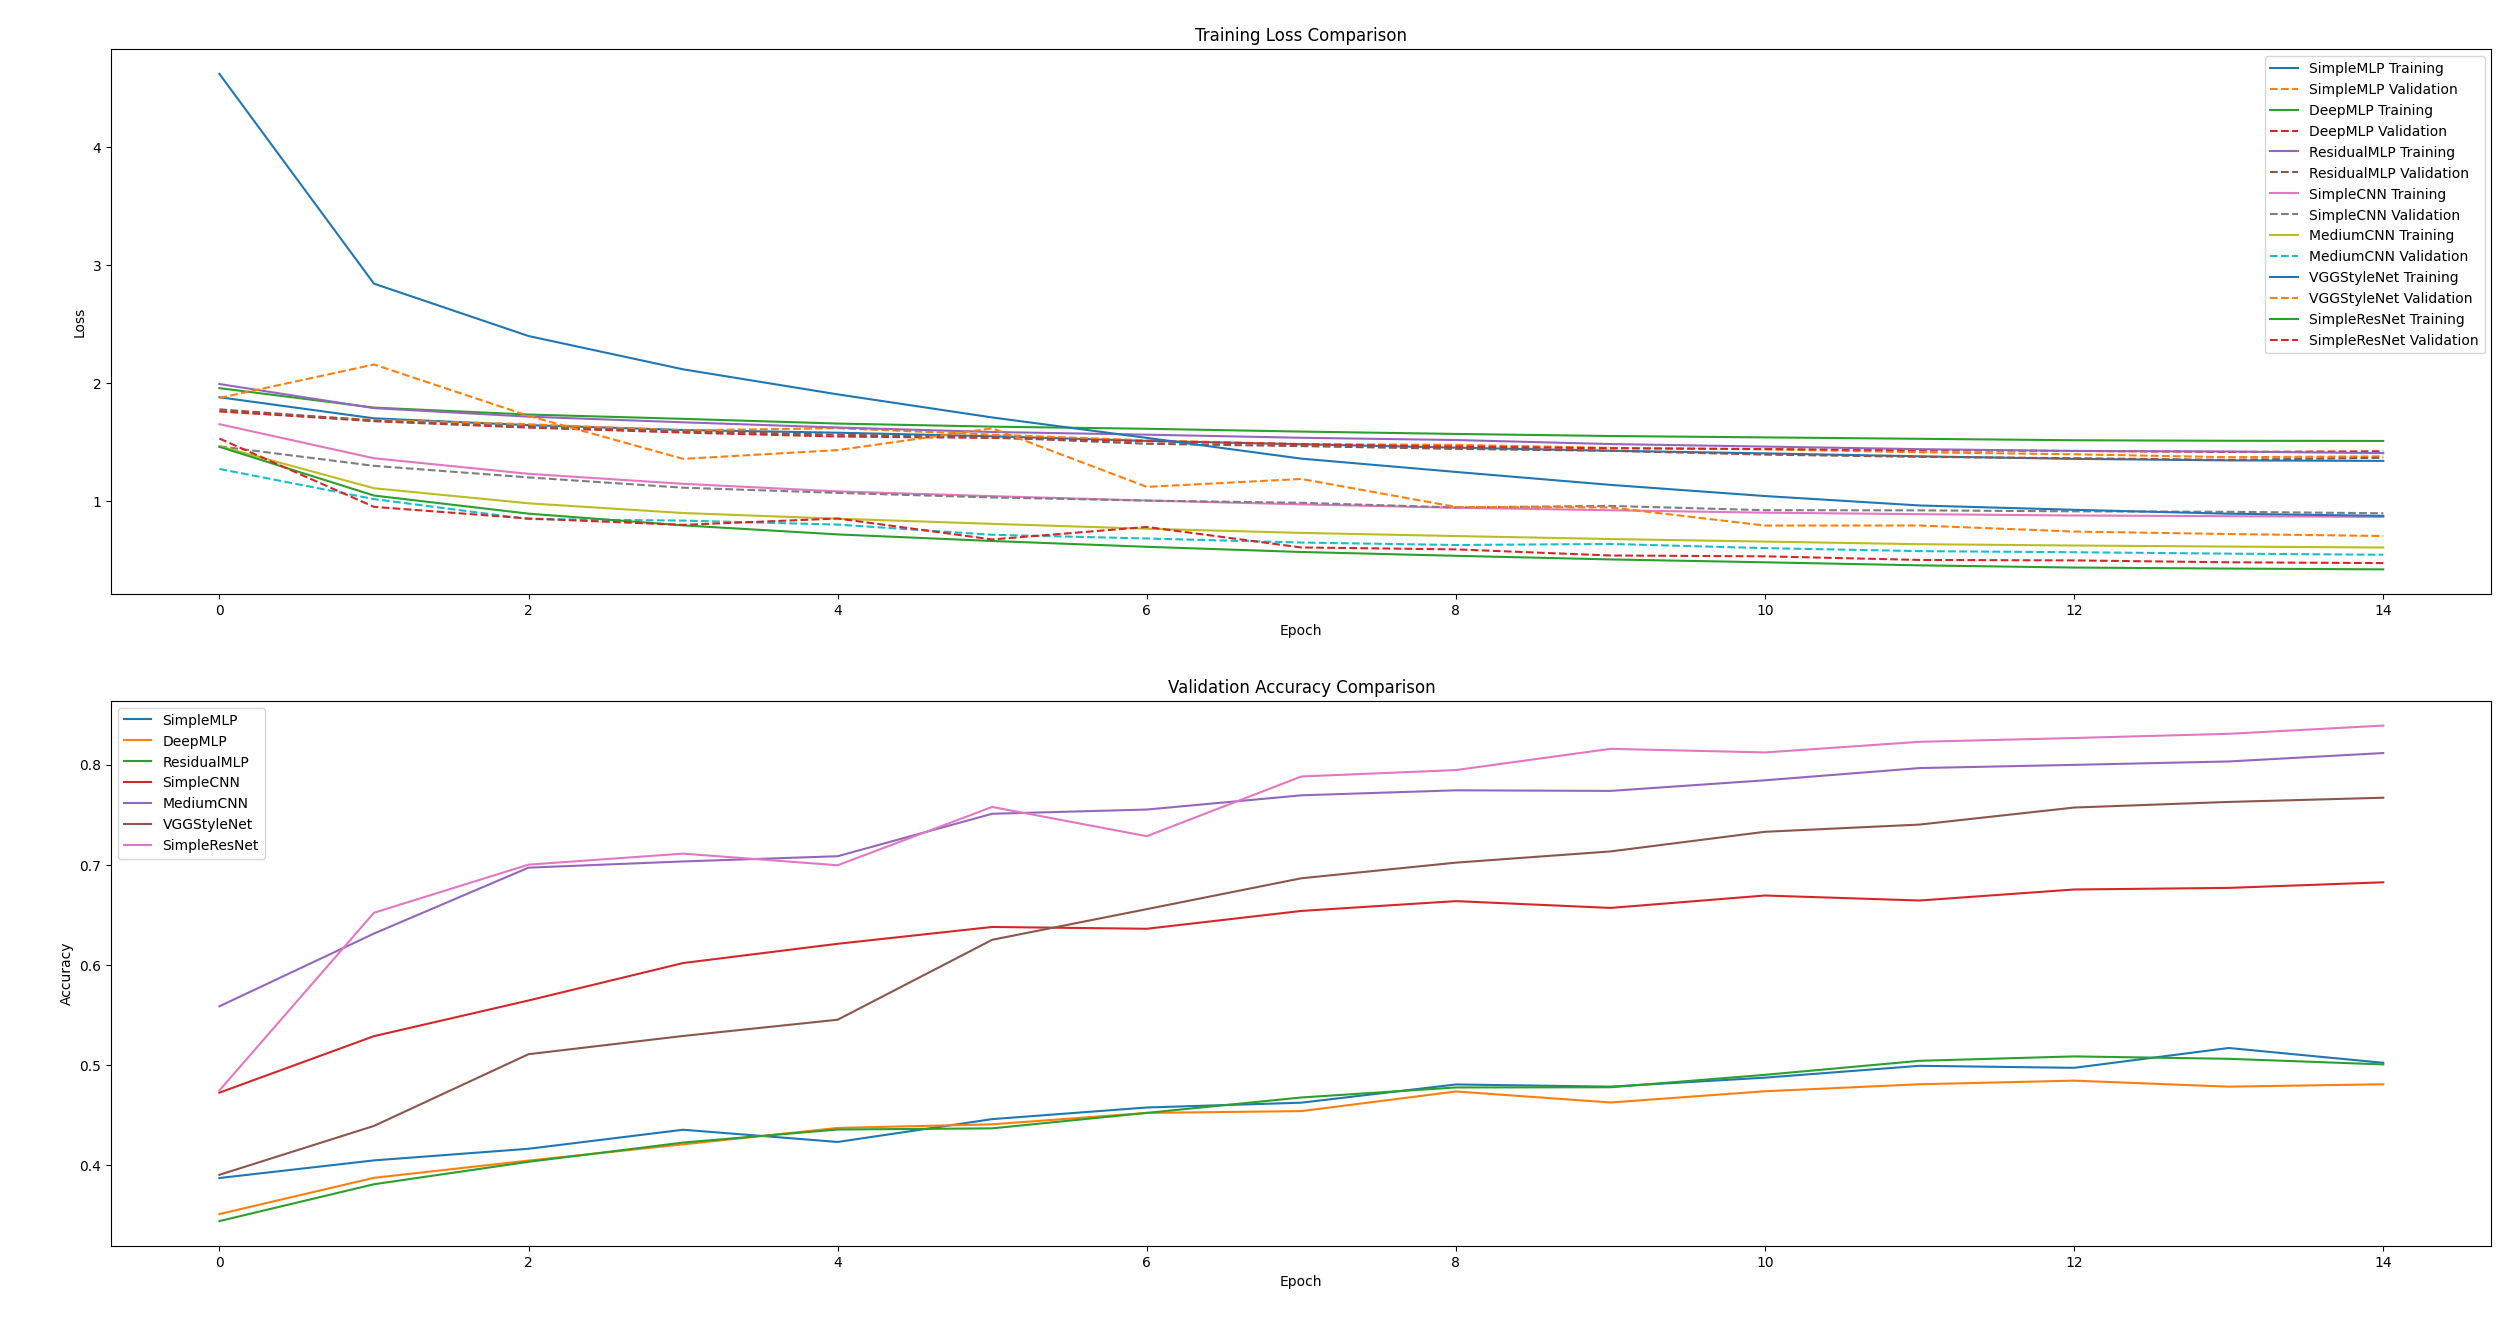 Training Loss Comparison
SimpleMLP Training
SimpleMLP Validation
DeepMLP Training
DeepMLP Validation
ResidualMLP Training
ResidualMLP Validation
SimpleCNN Training
SimpleCNN Validation
MediumCNN Training
MediumCNN Validation
VGGStyleNet Training
VGGStyleNet Validation
SimpleResNet Training
SimpleResNet Validation
4
3
2
1
Loss
0 2 4 6 8 10 12 14
Epoch
Validation Accuracy Comparison
SimpleMLP
DeepMLP
ResidualMLP
SimpleCNN
MediumCNN
VGGStyleNet
SimpleResNet
0.8
0.7
0.6
0.5
0.4
Accuracy
0 2 4 6 8 10 12 14
Epoch